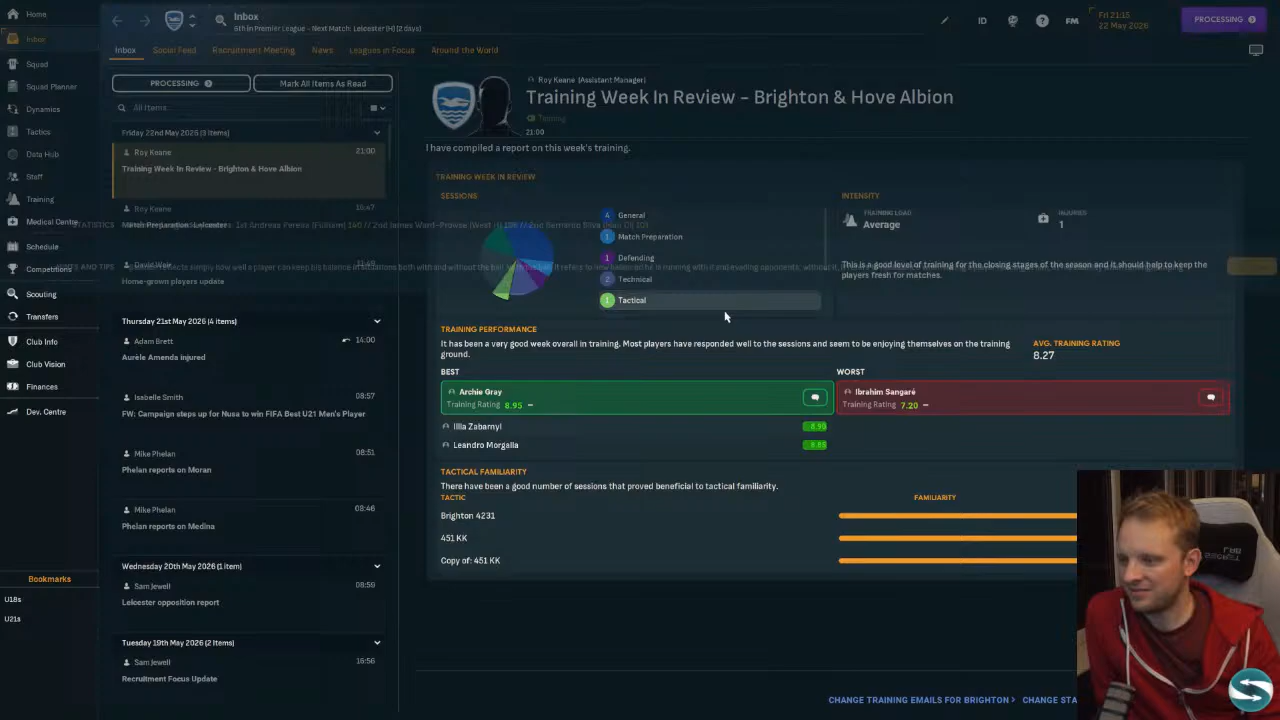 Home
Inbox
Squad
Squad Planner
Dynamics
Tactics
Data Hub
Staff
Training
Medical Centre
Schedule
Competitions
Scouting
Transfers
Club Info
Club Vision
Finances
Dev. Centre
Bookmarks
U18s
U21s
Inbox
6th in Premier League - Next Match: Leicester (H) (2 days)
ID
FM
Fri 21:15
22 May 2026
PROCESSING
Inbox
Social Feed
Recruitment Meeting
News
Leagues in Focus
Around the World
PROCESSING
Mark All Items As Read
All Items
Friday 22nd May 2026 (3 Items)
Roy Keane
21:00
Training Week In Review - Brighton & Hove Albion
Roy Keane
Home-grown players update
Thursday 21st May 2026 (4 items)
Adam Brett
14:00
Aurèle Amenda injured
Isabelle Smith
08:57
FW: Campaign steps up for Nusa to win FIFA Best U21 Men's Player
Mike Phelan
08:51
Phelan reports on Moran
Mike Phelan
08:46
Phelan reports on Medina
Wednesday 20th May 2026 (1 item)
Sam Jewell
08:59
Leicester opposition report
Tuesday 19th May 2026 (2 Items)
Sam Jewell
16:56
Recruitment Focus Update
Roy Keane (Assistant Manager)
Training Week In Review - Brighton & Hove Albion
Training
21:00
I have compiled a report on this week's training.
TRAINING WEEK IN REVIEW
SESSIONS
4 General
1 Match Preparation
1 Defending
2 Technical
1 Tactical
INTENSITY
TRAINING LOAD
Average
INJURIES
1
This is a good level of training for the closing stages of the season and it should help to keep the
players fresh for matches.
STATISTICS
HINTS AND TIPS
TRAINING PERFORMANCE
It has been a very good week overall in training. Most players have responded well to the sessions and seem to be enjoying themselves on the training
ground.
AVG. TRAINING RATING
8.27
BEST
Archie Gray
Training Rating 8.95 –
Illia Zabarnyi
8.90
Leandro Morgalla
8.85
WORST
Ibrahim Sangaré
Training Rating 7.20 –
TACTICAL FAMILIARITY
There have been a good number of sessions that proved beneficial to tactical familiarity.
TACTIC
FAMILIARITY
Brighton 4231
451 KK
Copy of: 451 KK
CHANGE TRAINING EMAILS FOR BRIGHTON >
CHANGE STA